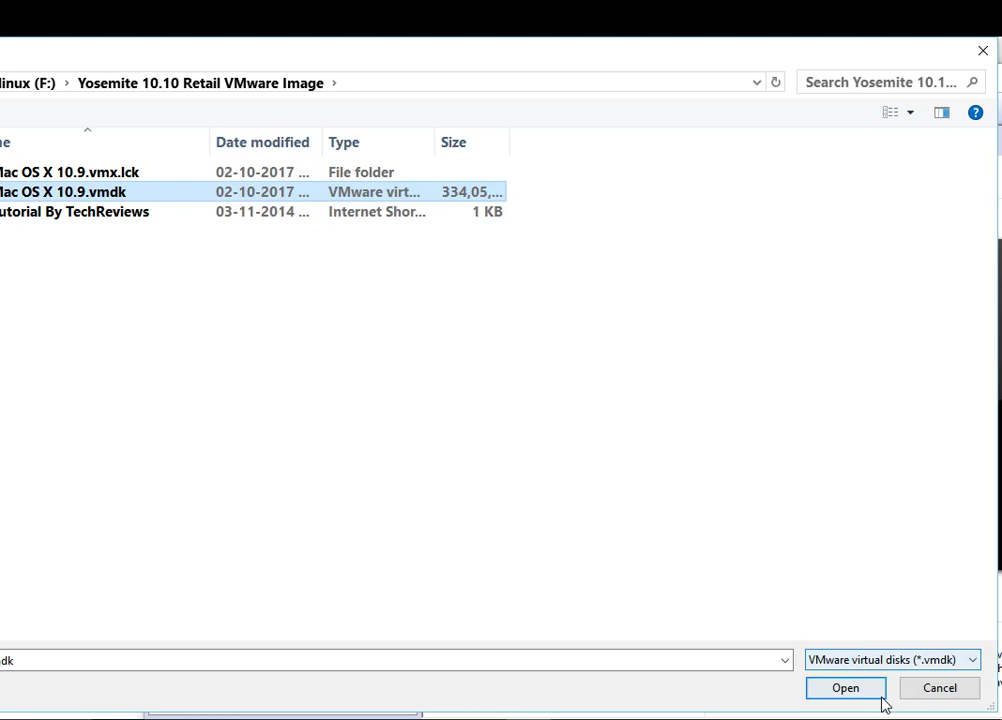 linux (F:) > Yosemite 10.10 Retail VMware Image >
Search Yosemite 10.1...
Date modified Type Size
Mac OS X 10.9.vmx.lck 02-10-2017 ... File folder
Mac OS X 10.9.vmdk 02-10-2017 ... VMware virt... 334,05,...
utorial By TechReviews 03-11-2014 ... Internet Shor... 1 KB
dk
VMware virtual disks (*.vmdk)
Open Cancel